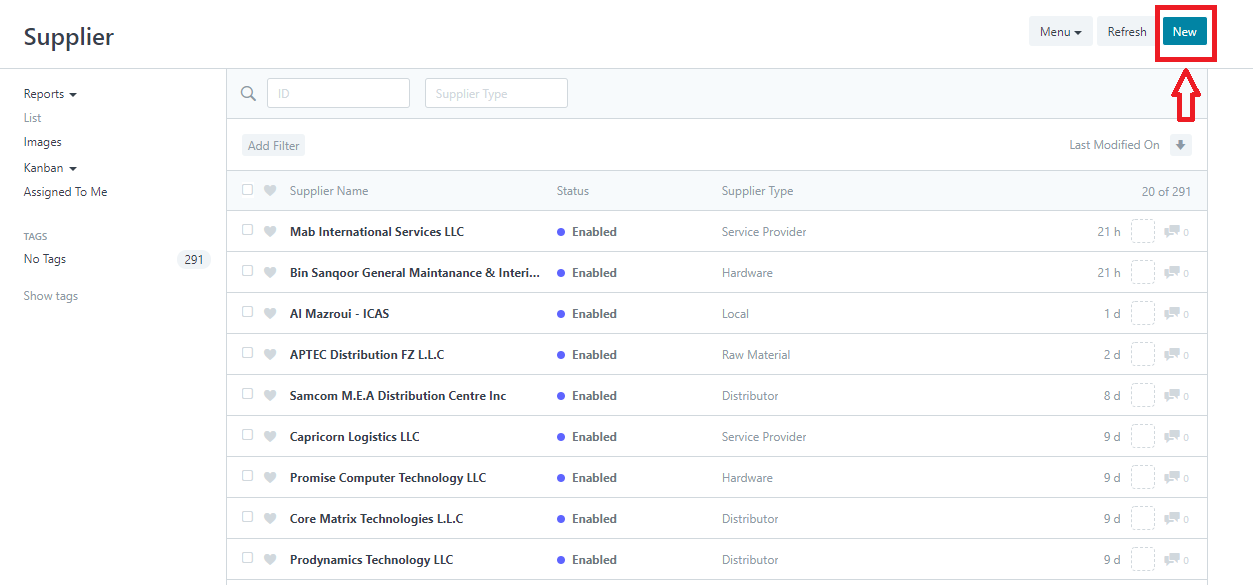 Supplier
Menu
Refresh
New
Reports
List
Images
Kanban
Assigned To Me
TAGS
No Tags 291
Show tags
ID
Supplier Type
Add Filter
Last Modified On
Supplier Name Status Supplier Type 20 of 291
Mab International Services LLC Enabled Service Provider 21 h 0
Bin Sanqoor General Maintanance & Interi... Enabled Hardware 21 h 0
Al Mazroui - ICAS Enabled Local 1 d 0
APTEC Distribution FZ L.L.C Enabled Raw Material 2 d 0
Samcom M.E.A Distribution Centre Inc Enabled Distributor 8 d 0
Capricorn Logistics LLC Enabled Service Provider 9 d 0
Promise Computer Technology LLC Enabled Hardware 9 d 0
Core Matrix Technologies L.L.C Enabled Distributor 9 d 0
Prodynamics Technology LLC Enabled Distributor 9 d 0